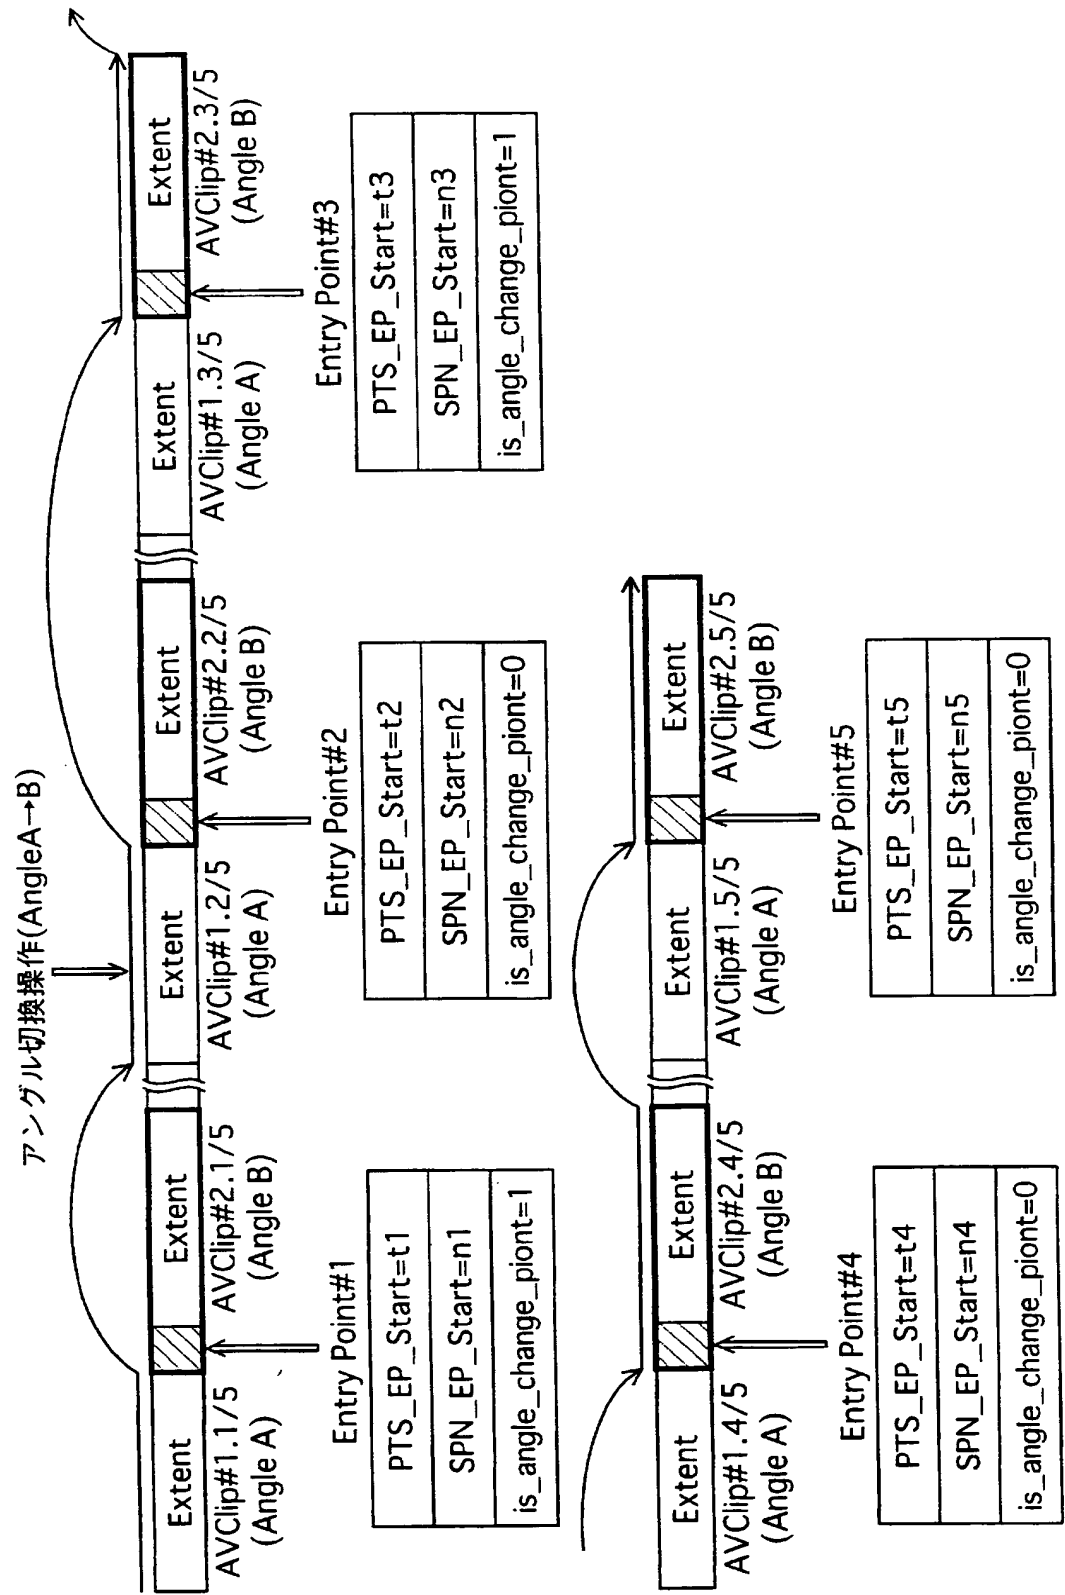 アングル切換操作(AngleA→B)
Extent
Extent
Extent
Extent
Extent
Extent
AVClip#1.1/5
(Angle A)
AVClip#2.1/5
(Angle B)
AVClip#1.2/5
(Angle A)
AVClip#2.2/5
(Angle B)
AVClip#1.3/5
(Angle A)
AVClip#2.3/5
(Angle B)
Entry Point#1
PTS_EP_Start=t1
SPN_EP_Start=n1
is_angle_change_piont=1
Entry Point#2
PTS_EP_Start=t2
SPN_EP_Start=n2
is_angle_change_piont=0
Entry Point#3
PTS_EP_Start=t3
SPN_EP_Start=n3
is_angle_change_piont=1
Extent
Extent
Extent
Extent
AVClip#1.4/5
(Angle A)
AVClip#2.4/5
(Angle B)
AVClip#1.5/5
(Angle A)
AVClip#2.5/5
(Angle B)
Entry Point#4
PTS_EP_Start=t4
SPN_EP_Start=n4
is_angle_change_piont=0
Entry Point#5
PTS_EP_Start=t5
SPN_EP_Start=n5
is_angle_change_piont=0